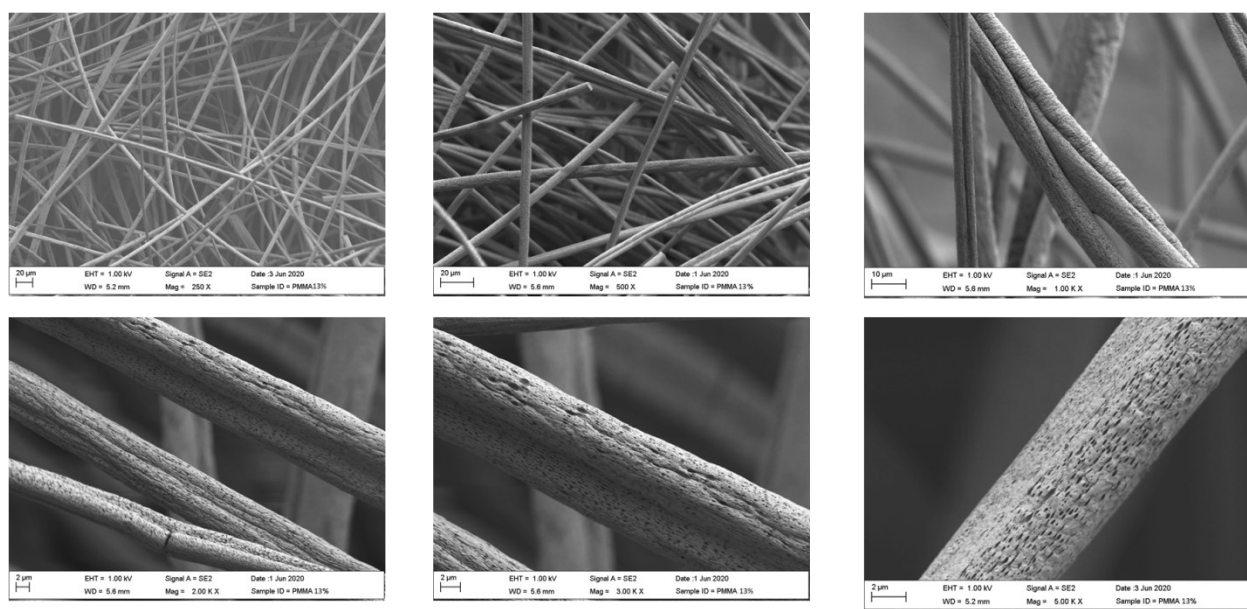 20 µm EHT = 1.00 kV Signal A = SE2 Date :3 Jun 2020
WD = 5.2 mm Mag = 250 X Sample ID = PMMA13%
20 µm EHT = 1.00 kV Signal A = SE2 Date :1 Jun 2020
WD = 5.6 mm Mag = 500 X Sample ID = PMMA 13%
10 µm EHT = 1.00 kV Signal A = SE2 Date :1 Jun 2020
WD = 5.6 mm Mag = 1.00 K X Sample ID = PMMA 13%
2 µm EHT = 1.00 kV Signal A = SE2 Date :1 Jun 2020
WD = 5.6 mm Mag = 2.00 K X Sample ID = PMMA 13%
2 µm EHT = 1.00 kV Signal A = SE2 Date :1 Jun 2020
WD = 5.6 mm Mag = 3.00 K X Sample ID = PMMA 13%
2 µm EHT = 1.00 kV Signal A = SE2 Date :3 Jun 2020
WD = 5.2 mm Mag = 5.00 K X Sample ID = PMMA 13%